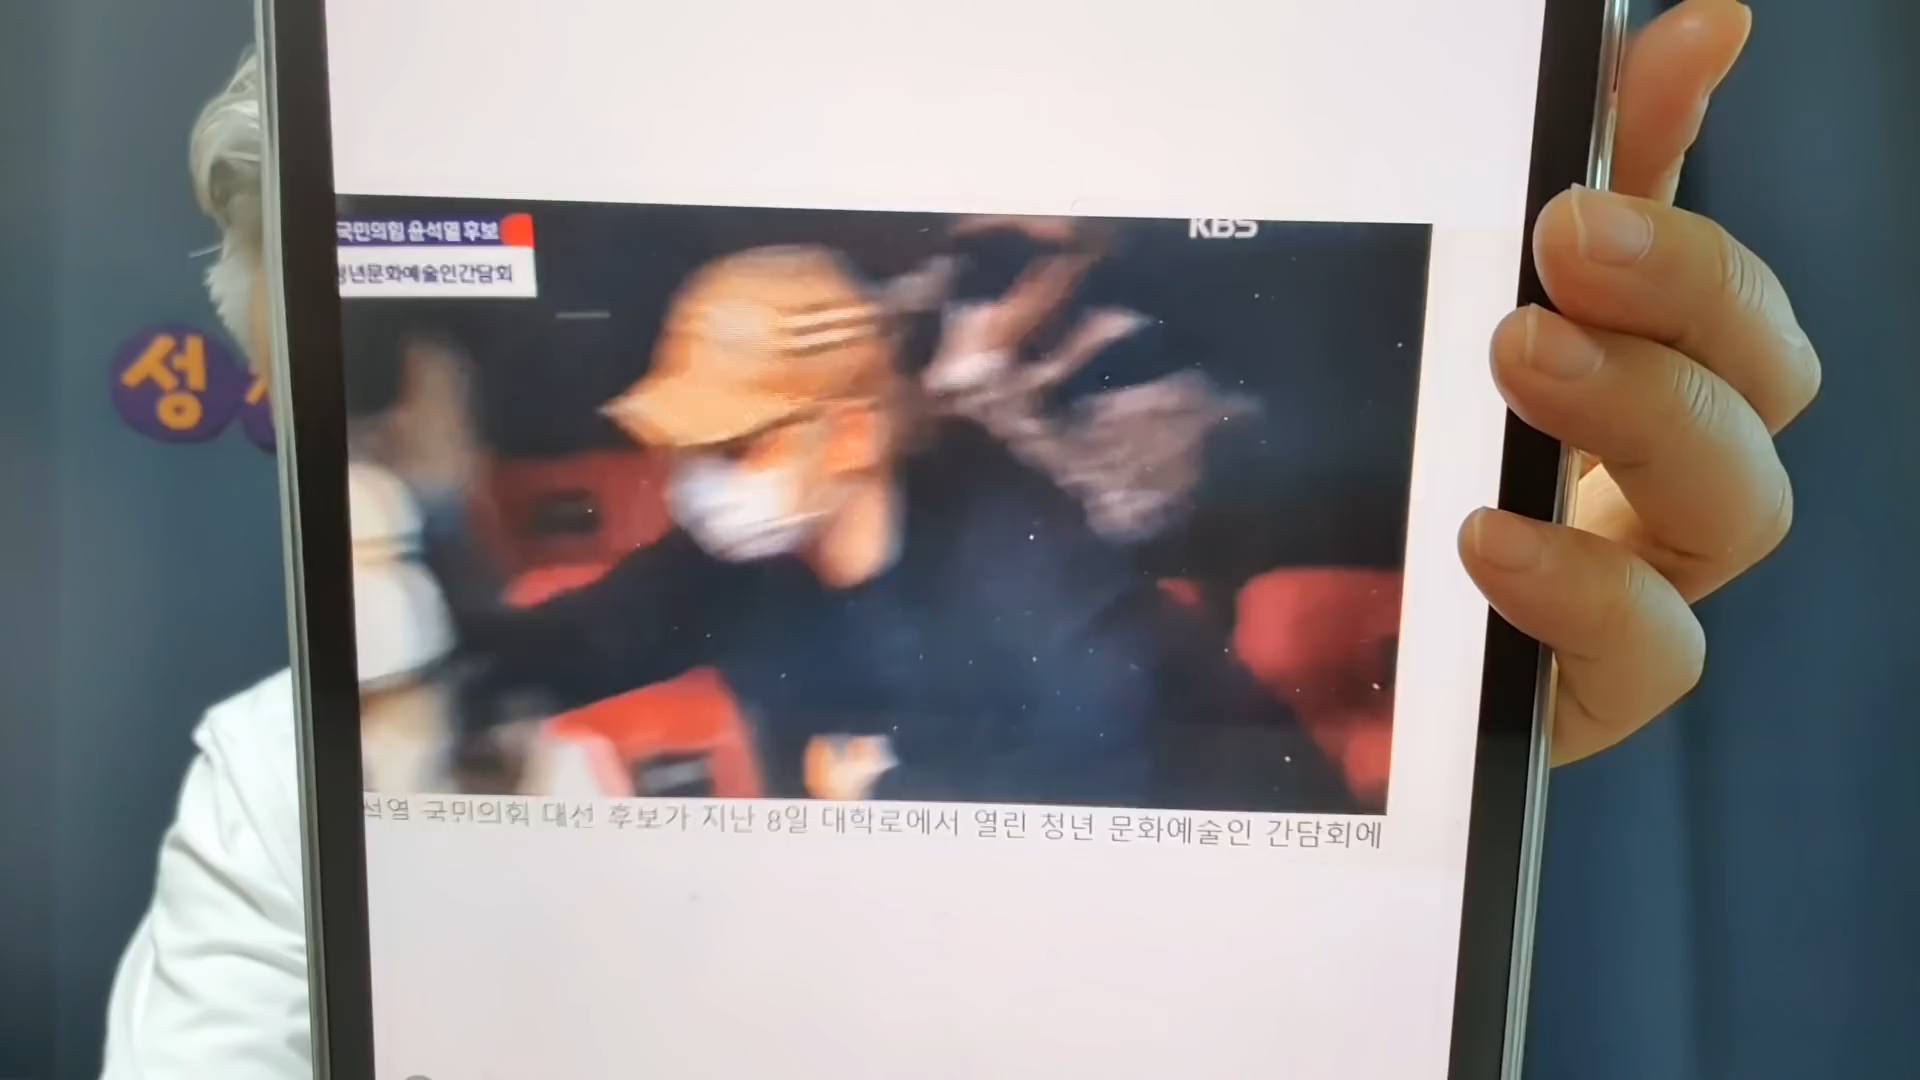 국민의힘 윤석열 후보
KBS
청년문화예술인간담회
성
석열 국민의힘 대선 후보가 지난 8일 대학로에서 열린 청년 문화예술인 간담회에